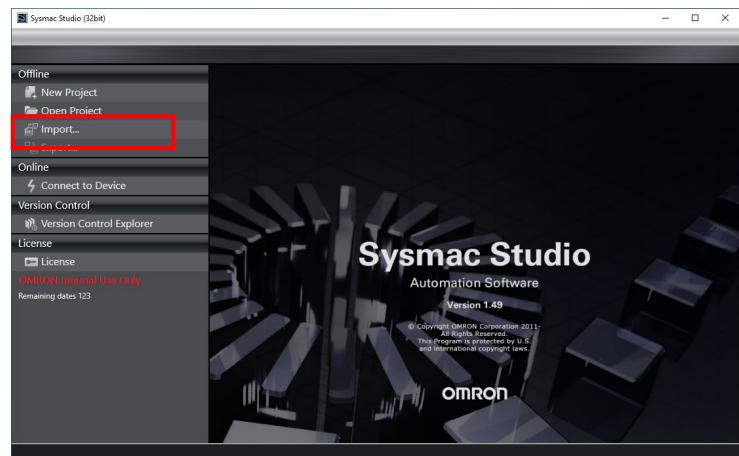 Sysmac Studio (32bit)
Offline
New Project
Open Project
Import...
Export...
Online
Connect to Device
Version Control
Version Control Explorer
License
License
OMRON Internal Use Only
Remaining dates 123
Sysmac Studio
Automation Software
Version 1.49
© Copyright OMRON Corporation 2011-
All Rights Reserved.
This Program is protected by U.S.
and international copyright laws.
OMRON